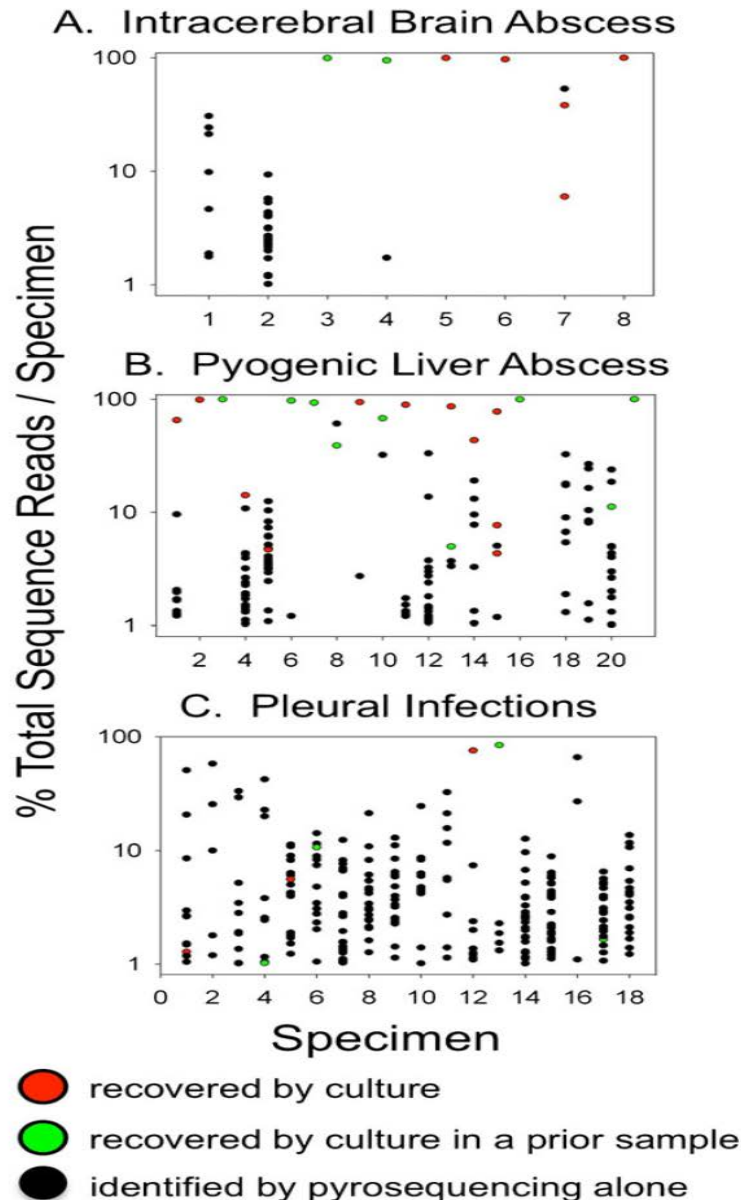 A. Intracerebral Brain Abscess
100
10
1
1 2 3 4 5 6 7 8
B. Pyogenic Liver Abscess
100
10
1
2 4 6 8 10 12 14 16 18 20
C. Pleural Infections
100
10
1
0 2 4 6 8 10 12 14 16 18
% Total Sequence Reads / Specimen
Specimen
recovered by culture
recovered by culture in a prior sample
identified by pyrosequencing alone